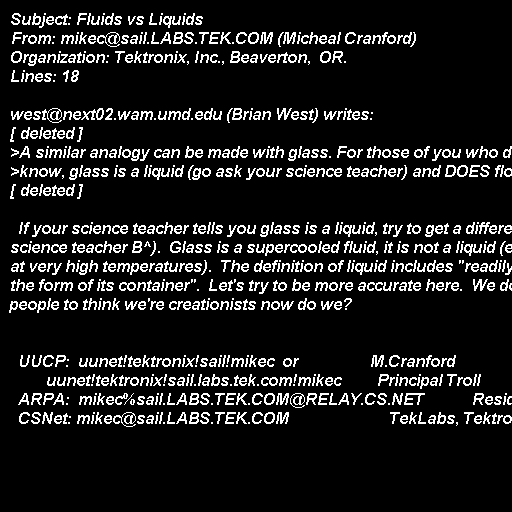 Subject: Fluids vs Liquids
From: mikec@sail.LABS.TEK.COM (Micheal Cranford)
Organization: Tektronix, Inc., Beaverton,  OR.
Lines: 18

west@next02.wam.umd.edu (Brian West) writes:
[ deleted ]
>A similar analogy can be made with glass. For those of you who d
>know, glass is a liquid (go ask your science teacher) and DOES flo
[ deleted ]

If your science teacher tells you glass is a liquid, try to get a differe
science teacher B^).  Glass is a supercooled fluid, it is not a liquid (e
at very high temperatures).  The definition of liquid includes "readily
the form of its container".  Let's try to be more accurate here.  We do
people to think we're creationists now do we?

UUCP:  uunet!tektronix!sail!mikec  or                  M.Cranford
uunet!tektronix!sail.labs.tek.com!mikec         Principal Troll
ARPA:  mikec%sail.LABS.TEK.COM@RELAY.CS.NET            Resid
CSNet: mikec@sail.LABS.TEK.COM                         TekLabs, Tektro